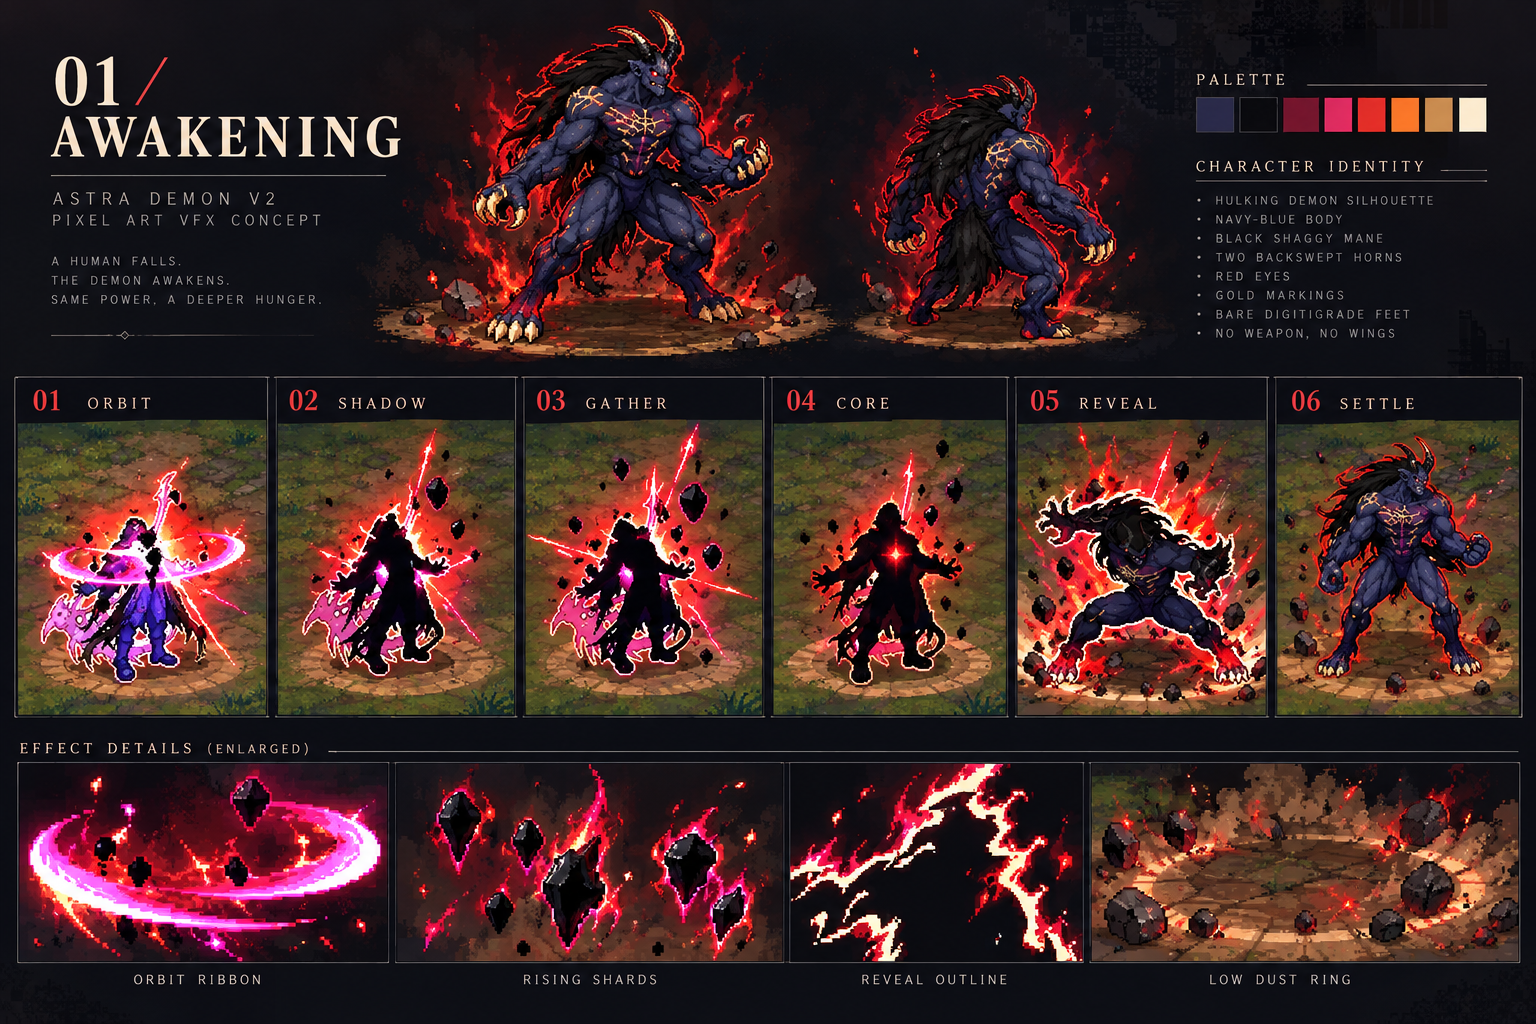 01 /
AWAKENING
ASTRA DEMON V2
PIXEL ART VFX CONCEPT
A HUMAN FALLS.
THE DEMON AWAKENS.
SAME POWER, A DEEPER HUNGER.
PALETTE
CHARACTER IDENTITY
• HULKING DEMON SILHOUETTE
• NAVY-BLUE BODY
• BLACK SHAGGY MANE
• TWO BACKSWEPT HORNS
• RED EYES
• GOLD MARKINGS
• BARE DIGITIGRADE FEET
• NO WEAPON, NO WINGS
01 ORBIT
02 SHADOW
03 GATHER
04 CORE
05 REVEAL
06 SETTLE
EFFECT DETAILS (ENLARGED)
ORBIT RIBBON
RISING SHARDS
REVEAL OUTLINE
LOW DUST RING